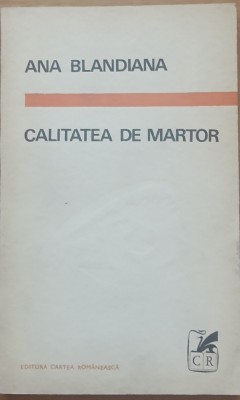 ANA BLANDIANA
CALITATEA DE MARTOR
EDITURA CARTEA ROMÂNEASCĂ
CR